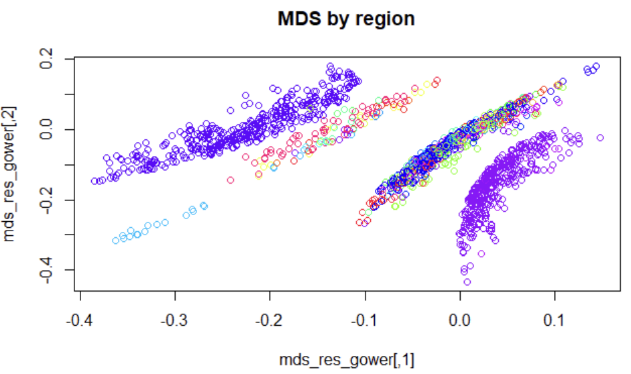 MDS by region
mds_res_gower[,2]
0.2
0.0
-0.2
-0.4
-0.4 -0.3 -0.2 -0.1 0.0 0.1
mds_res_gower[,1]